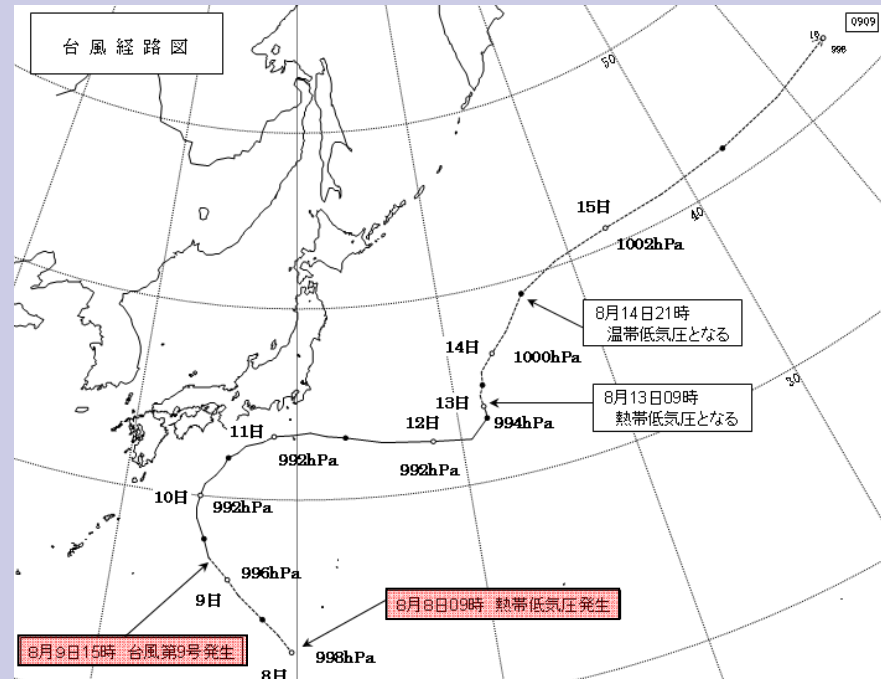 台風経路図
0909
16
998
50
15日
40
1002hPa
8月14日21時
温帯低気圧となる
14日
1000hPa
30
8月13日09時
熱帯低気圧となる
13日
994hPa
12日
11日
992hPa
992hPa
10日
992hPa
996hPa
9日
8月8日09時 熱帯低気圧発生
8月9日15時 台風第9号発生
998hPa
8日